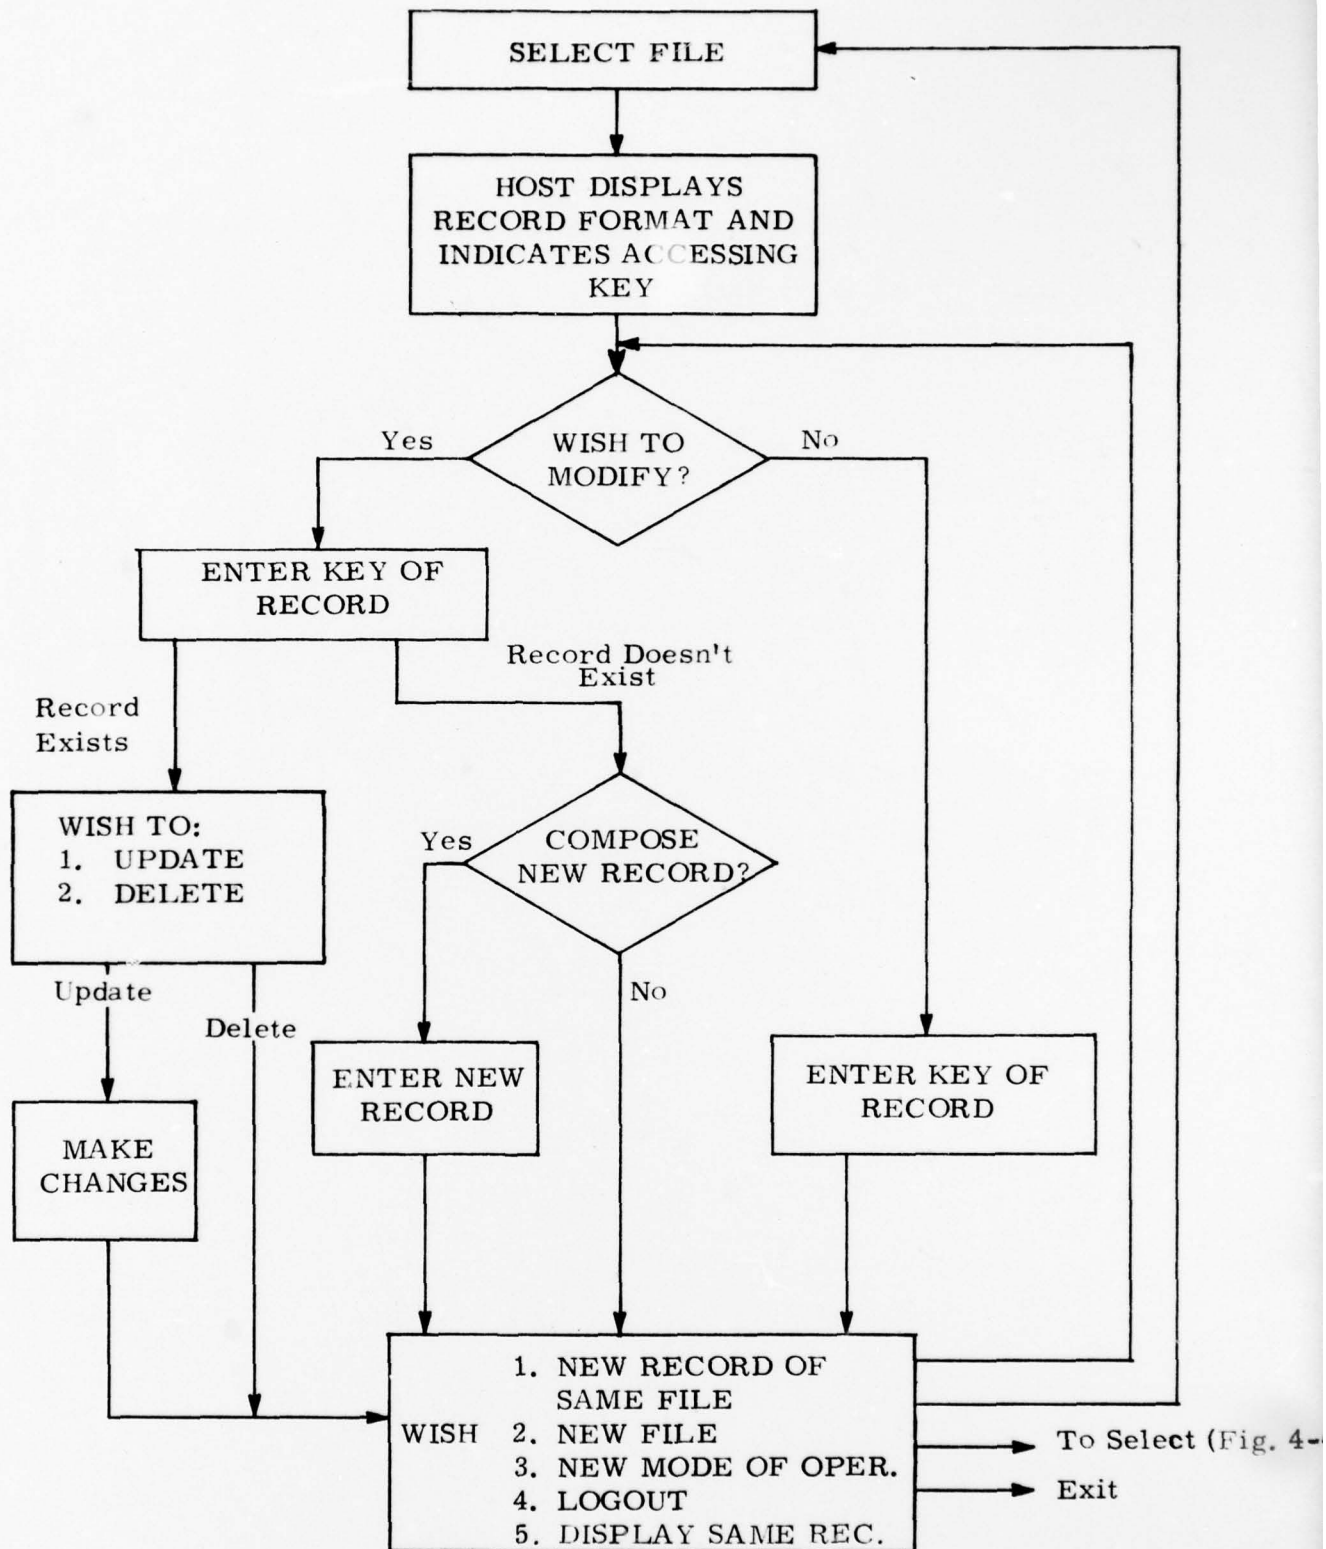 SELECT FILE
HOST DISPLAYS
RECORD FORMAT AND
INDICATES ACCESSING
KEY
WISH TO
MODIFY?
Yes
No
ENTER KEY OF
RECORD
Record Doesn't
Exist
Record
Exists
WISH TO:
1. UPDATE
2. DELETE
COMPOSE
NEW RECORD?
Yes
No
Update
Delete
ENTER NEW
RECORD
ENTER KEY OF
RECORD
MAKE
CHANGES
WISH
1. NEW RECORD OF
SAME FILE
2. NEW FILE
3. NEW MODE OF OPER.
4. LOGOUT
5. DISPLAY SAME REC.
To Select (Fig. 4-
Exit